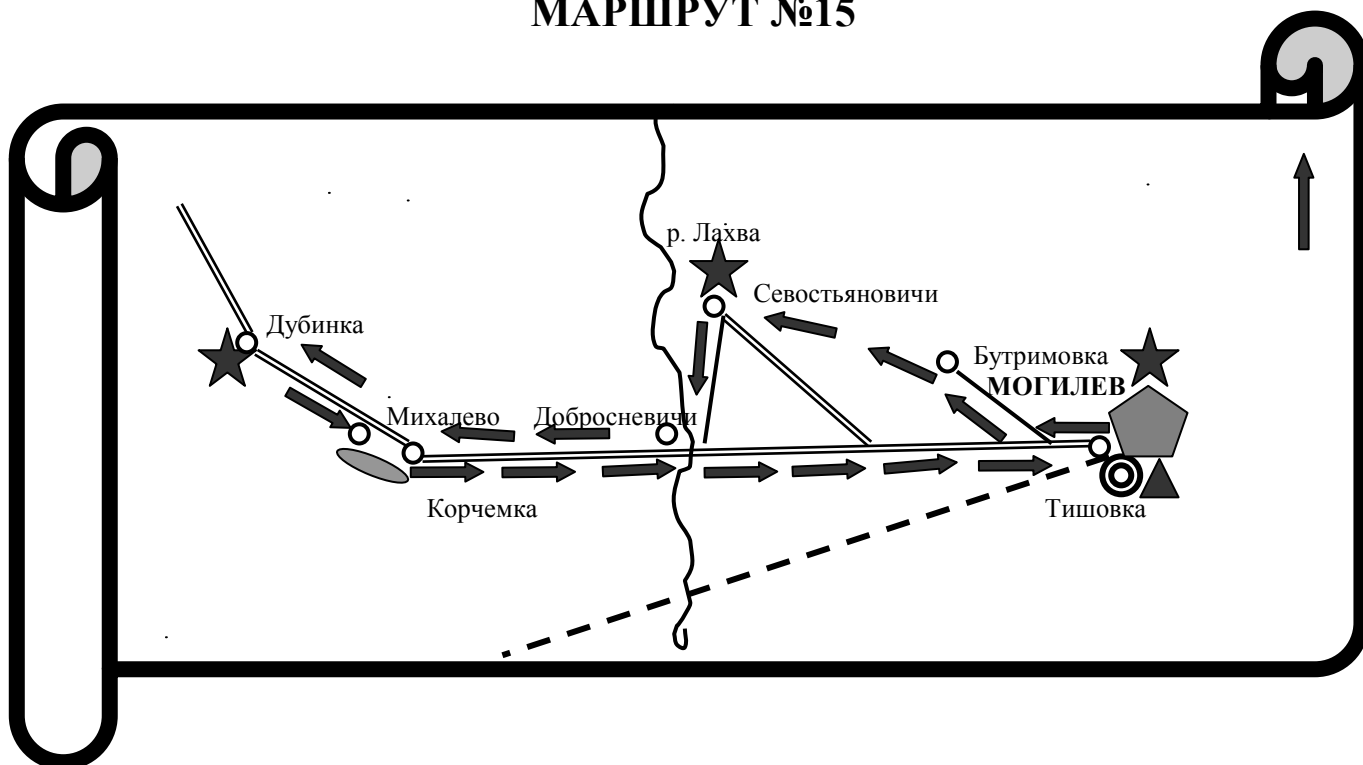 МАРШРУТ №15
р. Лахва
Севостьяновичи
Дубинка
Бутримовка
МОГИЛЕВ
Михалево
Добросневичи
Корчемка
Тишовка